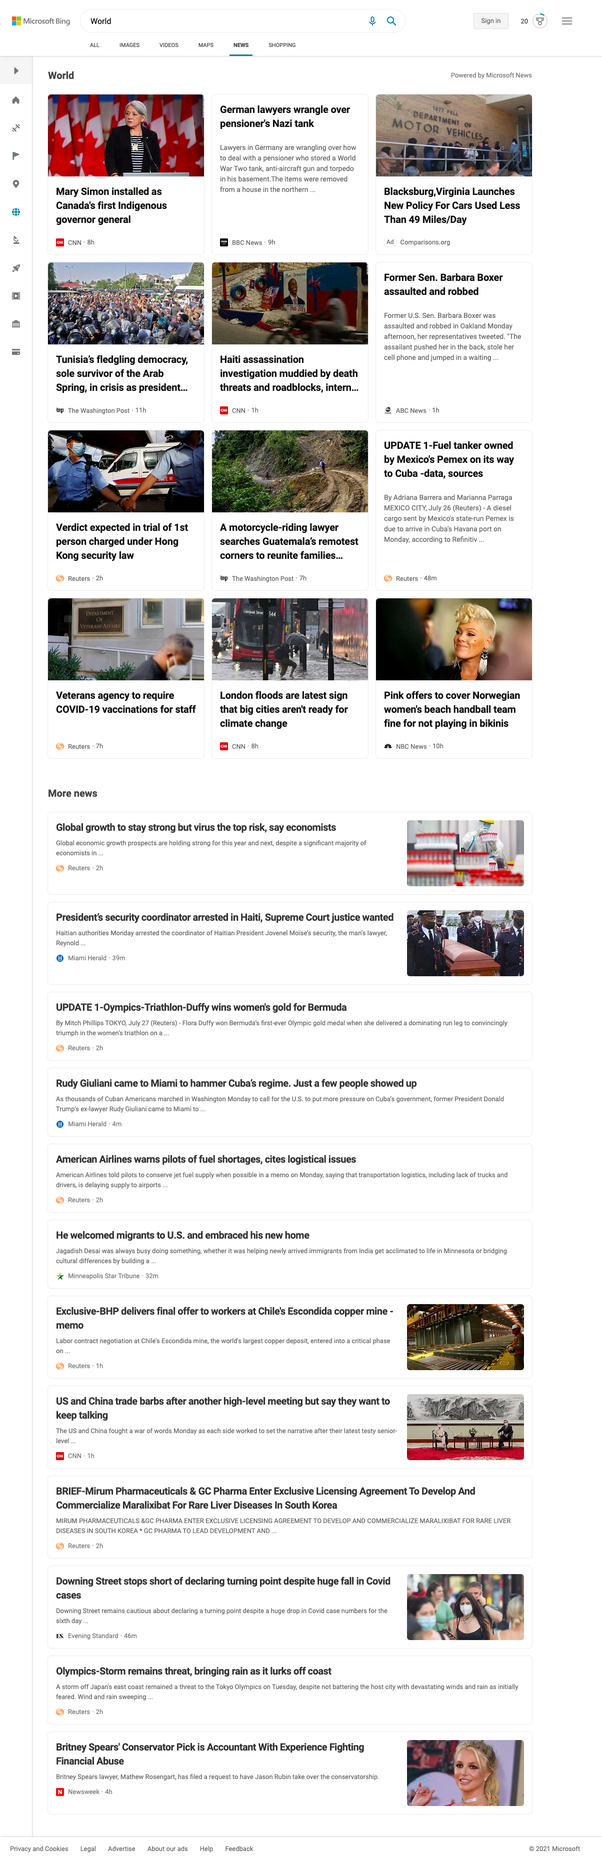 Microsoft Bing
World
Sign in
20
ALL
IMAGES
VIDEOS
MAPS
NEWS
SHOPPING
World
Powered by Microsoft News
Mary Simon installed as
Canada's first Indigenous
governor general
CNN · 8h
German lawyers wrangle over
pensioner's Nazi tank
Lawyers in Germany are wrangling over how
to deal with a pensioner who stored a World
War Two tank, anti-aircraft gun and torpedo
in his basement.The items were removed
from a house in the northern ...
BBC News · 9h
DEPARTMENT OF
MOTOR VEHICLES
Blacksburg,Virginia Launches
New Policy For Cars Used Less
Than 49 Miles/Day
Ad Comparisons.org
Tunisia's fledgling democracy,
sole survivor of the Arab
Spring, in crisis as president...
The Washington Post · 11h
Haiti assassination
investigation muddied by death
threats and roadblocks, intern...
CNN · 1h
Former Sen. Barbara Boxer
assaulted and robbed
Former U.S. Sen. Barbara Boxer was
assaulted and robbed in Oakland Monday
afternoon, her representatives tweeted. "The
assailant pushed her in the back, stole her
cell phone and jumped in a waiting ...
ABC News · 1h
Verdict expected in trial of 1st
person charged under Hong
Kong security law
Reuters · 2h
A motorcycle-riding lawyer
searches Guatemala's remotest
corners to reunite families...
The Washington Post · 7h
UPDATE 1-Fuel tanker owned
by Mexico's Pemex on its way
to Cuba -data, sources
By Adriana Barrera and Marianna Parraga
MEXICO CITY, July 26 (Reuters) - A diesel
cargo sent by Mexico's state-run Pemex is
due to arrive in Cuba's Havana port on
Monday, according to Refinitiv ...
Reuters · 48m
DEPARTMENT
OF
VETERANS AFFAIRS
Veterans agency to require
COVID-19 vaccinations for staff
Reuters · 7h
London floods are latest sign
that big cities aren't ready for
climate change
CNN · 8h
Pink offers to cover Norwegian
women's beach handball team
fine for not playing in bikinis
NBC News · 10h
More news
Global growth to stay strong but virus the top risk, say economists
Global economic growth prospects are holding strong for this year and next, despite a significant majority of
economists in ...
Reuters · 2h
President's security coordinator arrested in Haiti, Supreme Court justice wanted
Haitian authorities Monday arrested the coordinator of Haitian President Jovenel Moïse's security, the man's lawyer,
Reynold ...
Miami Herald · 39m
UPDATE 1-Oympics-Triathlon-Duffy wins women's gold for Bermuda
By Mitch Phillips TOKYO, July 27 (Reuters) - Flora Duffy won Bermuda's first-ever Olympic gold medal when she delivered a dominating run leg to convincingly
triumph in the women's triathlon on a ...
Reuters · 2h
Rudy Giuliani came to Miami to hammer Cuba's regime. Just a few people showed up
As thousands of Cuban Americans marched in Washington Monday to call for the U.S. to put more pressure on Cuba's government, former President Donald
Trump's ex-lawyer Rudy Giuliani came to Miami to ...
Miami Herald · 4m
American Airlines warns pilots of fuel shortages, cites logistical issues
American Airlines told pilots to conserve jet fuel supply when possible in a memo on Monday, saying that transportation logistics, including lack of trucks and
drivers, is delaying supply to airports ...
Reuters · 2h
He welcomed migrants to U.S. and embraced his new home
Jagadish Desai was always busy doing something, whether it was helping newly arrived immigrants from India get acclimated to life in Minnesota or bridging
cultural differences by building a ...
Minneapolis Star Tribune · 32m
Exclusive-BHP delivers final offer to workers at Chile's Escondida copper mine -
memo
Labor contract negotiation at Chile's Escondida mine, the world's largest copper deposit, entered into a critical phase
on ...
Reuters · 1h
US and China trade barbs after another high-level meeting but say they want to
keep talking
The US and China fought a war of words Monday as each side worked to set the narrative after their latest testy senior-
level ...
CNN · 1h
BRIEF-Mirum Pharmaceuticals & GC Pharma Enter Exclusive Licensing Agreement To Develop And
Commercialize Maralixibat For Rare Liver Diseases In South Korea
MIRUM PHARMACEUTICALS &GC PHARMA ENTER EXCLUSIVE LICENSING AGREEMENT TO DEVELOP AND COMMERCIALIZE MARALIXIBAT FOR RARE LIVER
DISEASES IN SOUTH KOREA * GC PHARMA TO LEAD DEVELOPMENT AND ...
Reuters · 2h
Downing Street stops short of declaring turning point despite huge fall in Covid
cases
Downing Street remains cautious about declaring a turning point despite a huge drop in Covid case numbers for the
sixth day ...
ES. Evening Standard · 46m
Olympics-Storm remains threat, bringing rain as it lurks off coast
A storm off Japan's east coast remained a threat to the Tokyo Olympics on Tuesday, despite not battering the host city with devastating winds and rain as initially
feared. Wind and rain sweeping ...
Reuters · 2h
Britney Spears' Conservator Pick is Accountant With Experience Fighting
Financial Abuse
Britney Spears lawyer, Mathew Rosengart, has filed a request to have Jason Rubin take over the conservatorship.
N Newsweek · 4h
Privacy and Cookies
Legal
Advertise
About our ads
Help
Feedback
© 2021 Microsoft